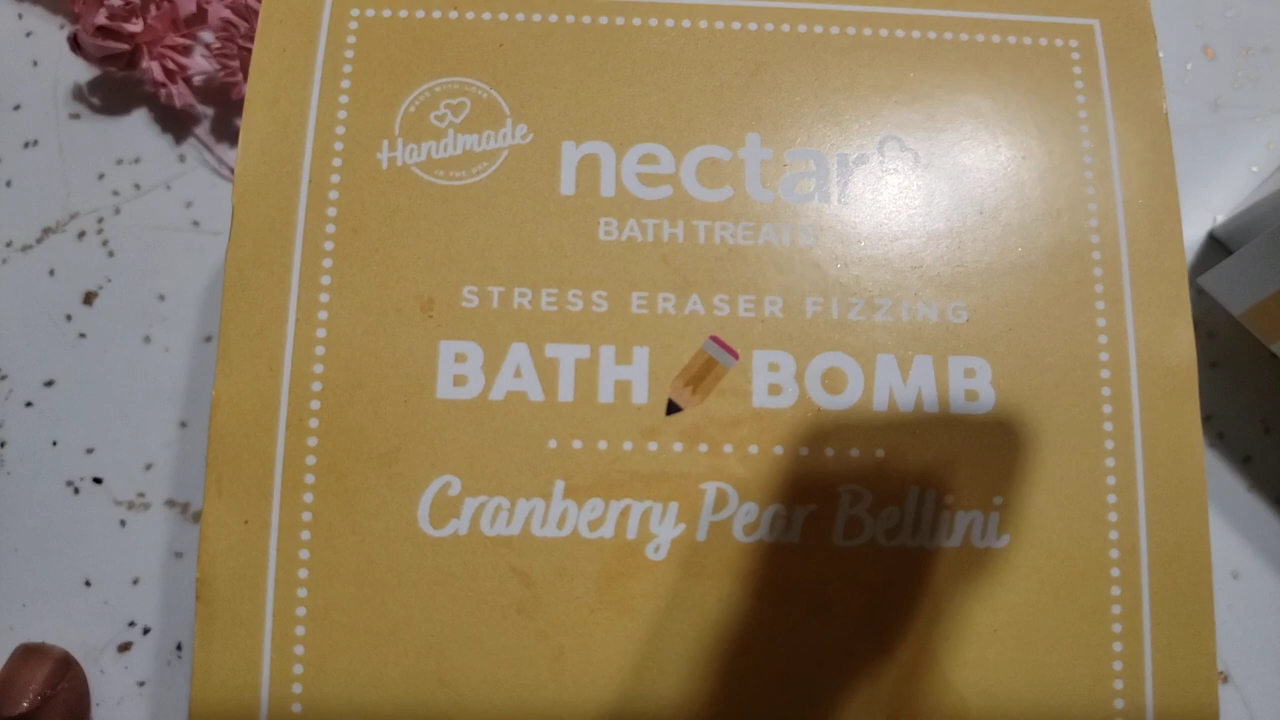 MADE WITH LOVE
Handmade
IN THE USA
nectar
BATH TREATS
STRESS ERASER FIZZING
BATH BOMB
Cranberry Pear Bellini